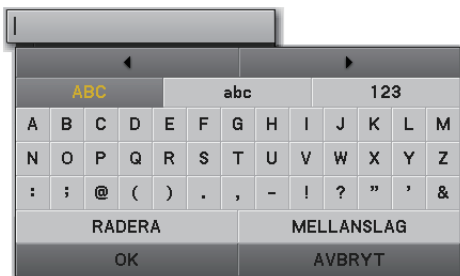 ABC abc 123
A B C D E F G H I J K L M
N O P Q R S T U V W X Y Z
: ; @ ( ) . , - ! ? " ' &
RADERA MELLANSLAG
OK AVBRYT